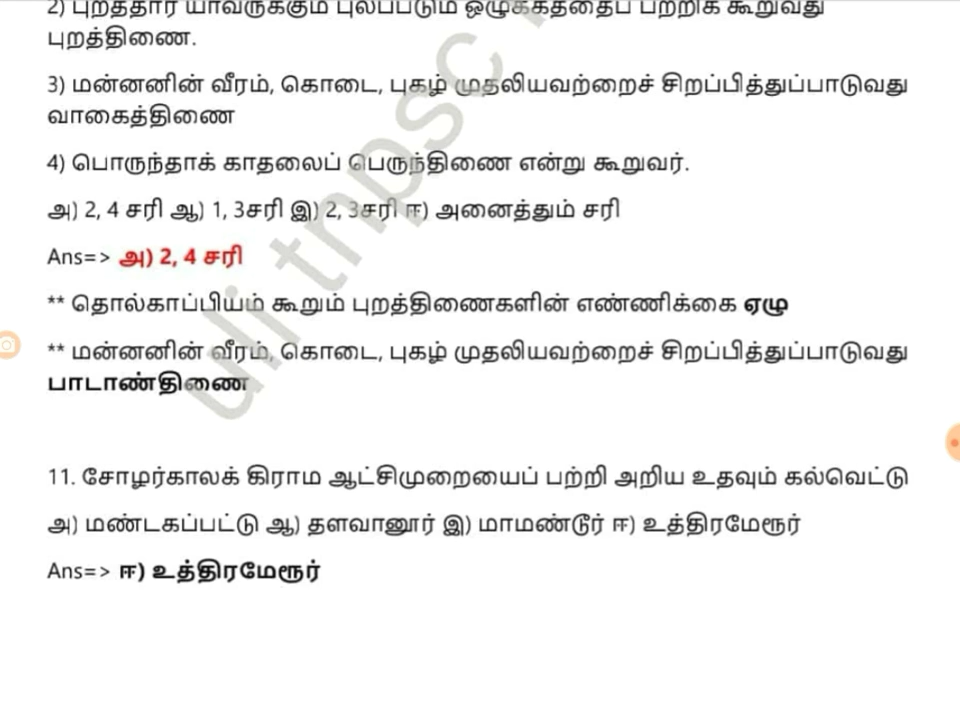 2) புறத்தார் யாவருக்கும் புலப்படும் ஒழுக்கத்தைப் பற்றிக் கூறுவது
புறத்திணை.
3) மன்னனின் வீரம், கொடை, புகழ் முதலியவற்றைச் சிறப்பித்துப்பாடுவது
வாகைத்திணை
4) பொருந்தாக் காதலைப் பெருந்திணை என்று கூறுவர்.
அ) 2, 4 சரி ஆ) 1, 3சரி இ) 2, 3சரி ஈ) அனைத்தும் சரி
Ans=> அ) 2, 4 சரி
** தொல்காப்பியம் கூறும் புறத்திணைகளின் எண்ணிக்கை ஏழு
** மன்னனின் வீரம், கொடை, புகழ் முதலியவற்றைச் சிறப்பித்துப்பாடுவது
பாடாண்திணை
uli tnpsc
11. சோழர்காலக் கிராம ஆட்சிமுறையைப் பற்றி அறிய உதவும் கல்வெட்டு
அ) மண்டகப்பட்டு ஆ) தளவானூர் இ) மாமண்டூர் ஈ) உத்திரமேரூர்
Ans=> ஈ) உத்திரமேரூர்